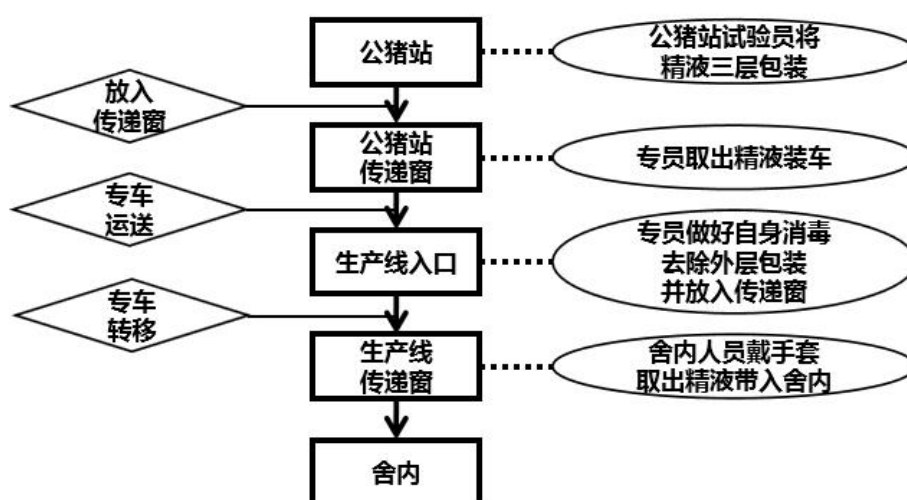 公猪站
公猪站试验员将
精液三层包装
放入
传递窗
公猪站
传递窗
专员取出精液装车
专车
运送
生产线入口
专员做好自身消毒
去除外层包装
并放入传递窗
专车
转移
生产线
传递窗
舍内人员戴手套
取出精液带入舍内
舍内